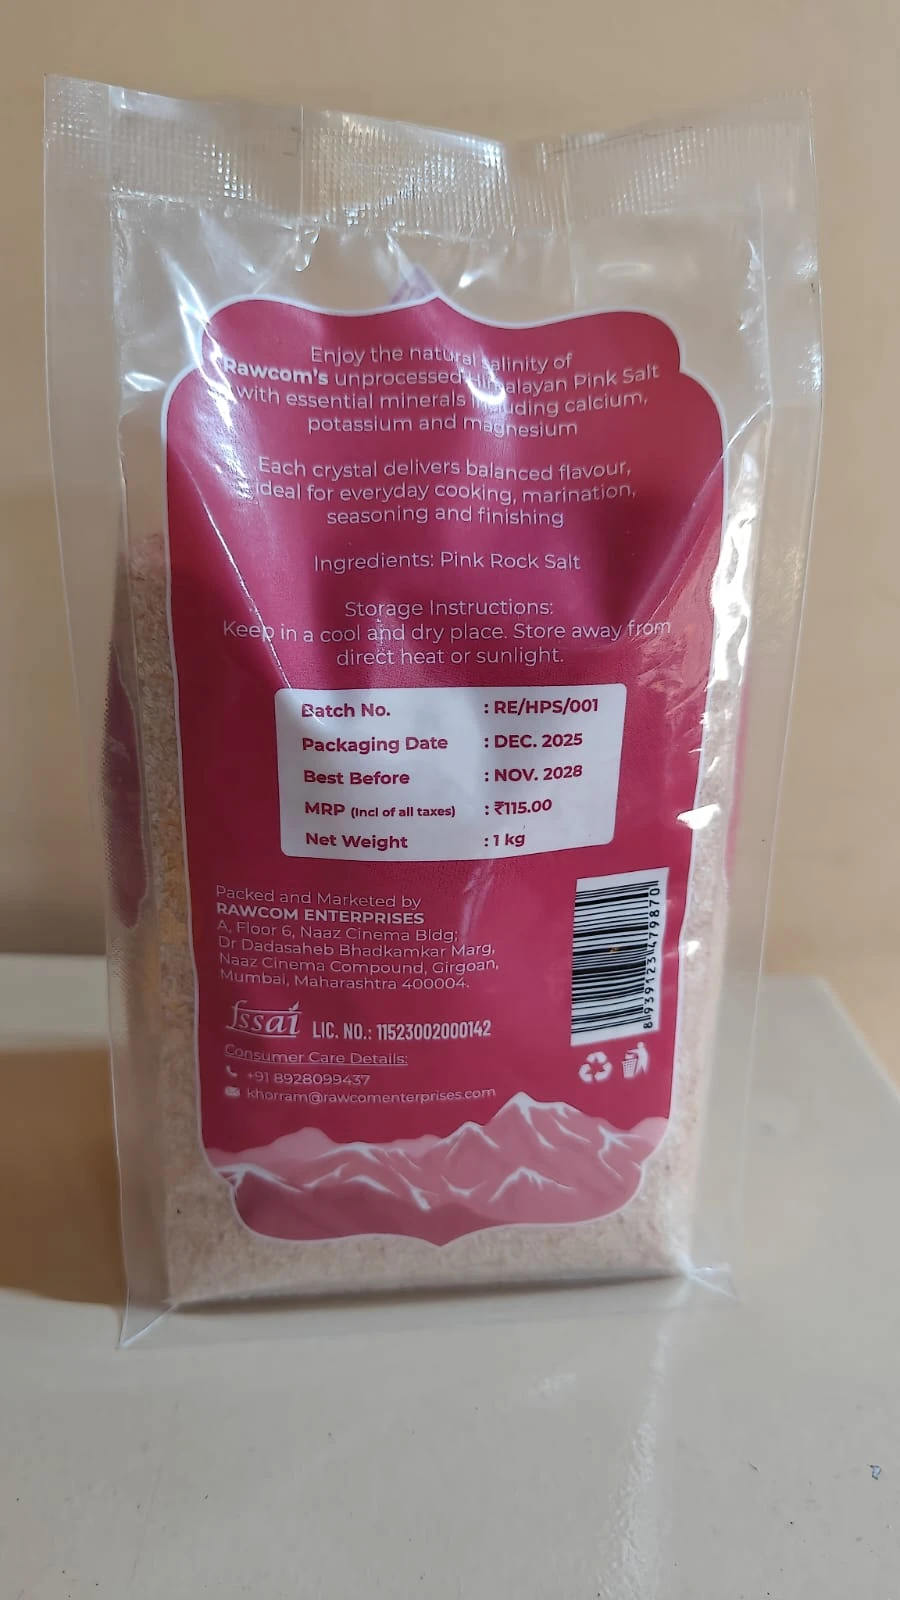 Enjoy the natural salinity of
Rawcom's unprocessed Himalayan Pink Salt
with essential minerals including calcium,
potassium and magnesium
Each crystal delivers balanced flavour,
ideal for everyday cooking, marination,
seasoning and finishing
Ingredients: Pink Rock Salt
Storage Instructions:
Keep in a cool and dry place. Store away from
direct heat or sunlight.
Batch No. : RE/HPS/001
Packaging Date : DEC. 2025
Best Before : NOV. 2028
MRP (Incl of all taxes) : ₹115.00
Net Weight : 1 kg
Packed and Marketed by
RAWCOM ENTERPRISES
A, Floor 6, Naaz Cinema Bldg;
Dr Dadasaheb Bhadkamkar Marg,
Naaz Cinema Compound, Girgoan,
Mumbai, Maharashtra 400004.
fssai LIC. NO.: 11523002000142
Consumer Care Details:
+91 8928099437
khorram@rawcomenterprises.com
8 939123 479870